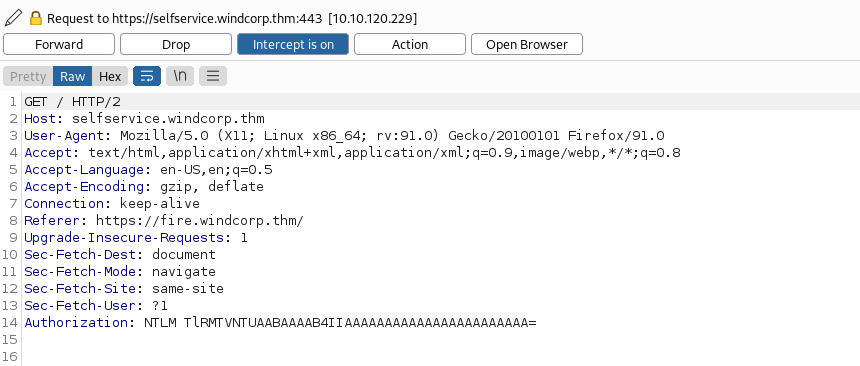 Request to https://selfservice.windcorp.thm:443 [10.10.120.229]
Forward Drop Intercept is on Action Open Browser
Pretty Raw Hex \n
1 GET / HTTP/2
2 Host: selfservice.windcorp.thm
3 User-Agent: Mozilla/5.0 (X11; Linux x86_64; rv:91.0) Gecko/20100101 Firefox/91.0
4 Accept: text/html,application/xhtml+xml,application/xml;q=0.9,image/webp,*/*;q=0.8
5 Accept-Language: en-US,en;q=0.5
6 Accept-Encoding: gzip, deflate
7 Connection: keep-alive
8 Referer: https://fire.windcorp.thm/
9 Upgrade-Insecure-Requests: 1
10 Sec-Fetch-Dest: document
11 Sec-Fetch-Mode: navigate
12 Sec-Fetch-Site: same-site
13 Sec-Fetch-User: ?1
14 Authorization: NTLM TlRMTVNTUAABAAAAB4IIAAAAAAAAAAAAAAAAAAAAAAA=
15
16